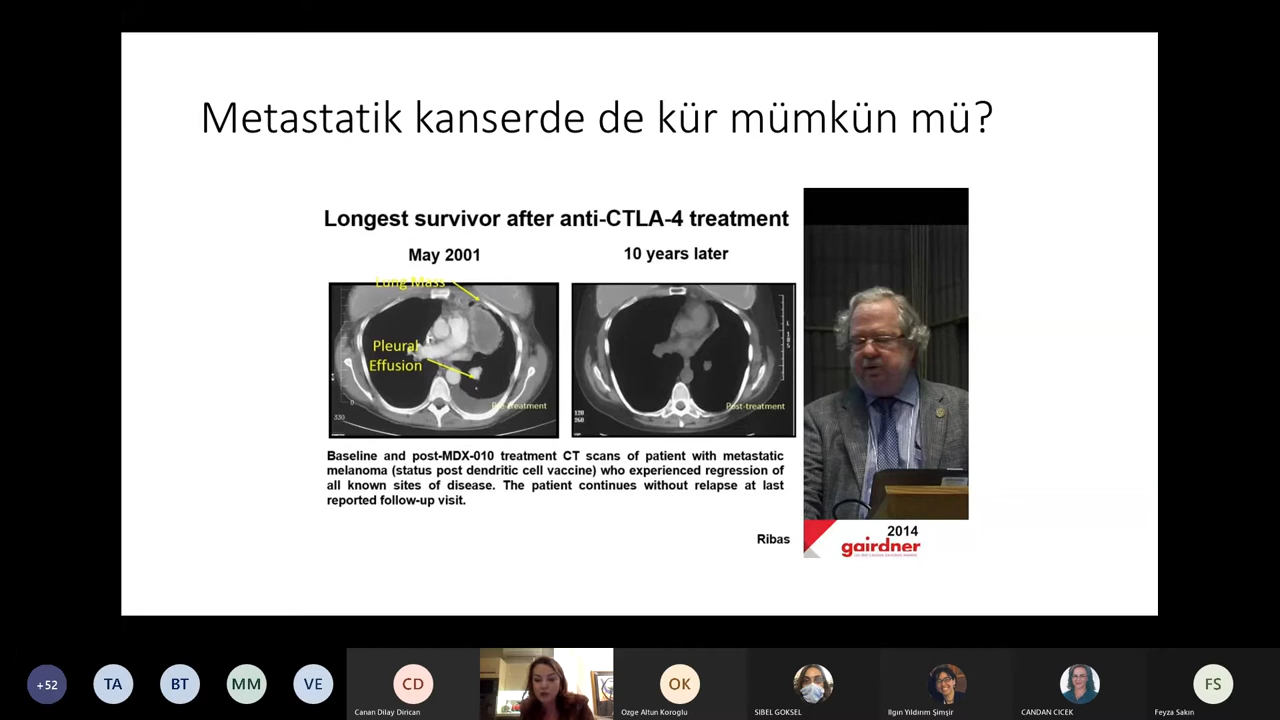 Metastatik kanserde de kür mümkün mü?
Longest survivor after anti-CTLA-4 treatment
May 2001
10 years later
Lung Mass
Pleural
Effusion
Pre-treatment
Post-treatment
Baseline and post-MDX-010 treatment CT scans of patient with metastatic
melanoma (status post dendritic cell vaccine) who experienced regression of
all known sites of disease. The patient continues without relapse at last
reported follow-up visit.
Ribas
2014
gairdner
+52
TA
BT
MM
VE
CD
Canan Dilay Dirican
OK
Ozge Altun Koroglu
SIBEL GOKSEL
Ilgın Yıldırım Şimşir
CANDAN CICEK
FS
Feyza Sakın